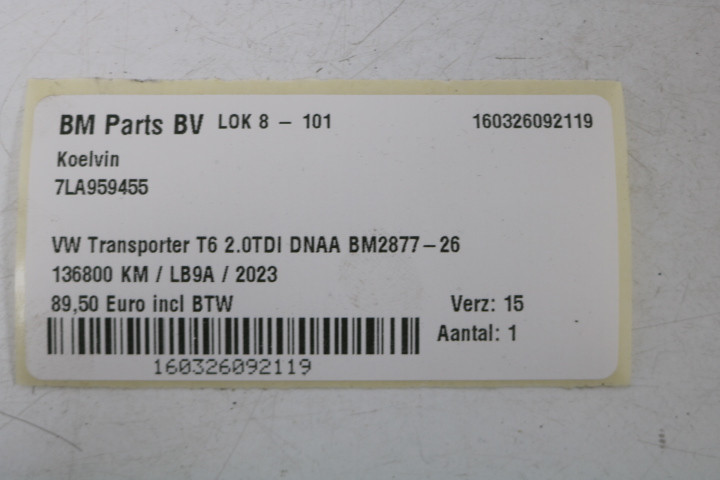 BM Parts BV LOK 8 - 101 160326092119
Koelvin
7LA959455
VW Transporter T6 2.0TDI DNAA BM2877-26
136800 KM / LB9A / 2023
89,50 Euro incl BTW Verz: 15
Aantal: 1
160326092119